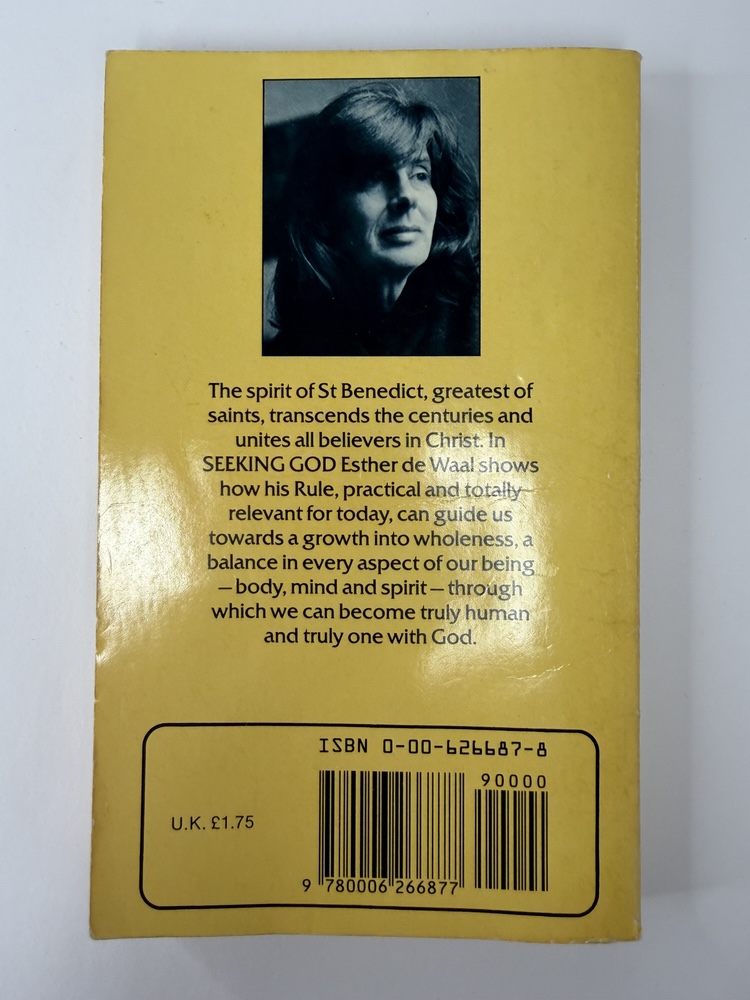 The spirit of St Benedict, greatest of
saints, transcends the centuries and
unites all believers in Christ. In
SEEKING GOD Esther de Waal shows
how his Rule, practical and totally
relevant for today, can guide us
towards a growth into wholeness, a
balance in every aspect of our being
– body, mind and spirit – through
which we can become truly human
and truly one with God.
ISBN 0-00-626687-8
90000
U.K. £1.75
9 780006 266877